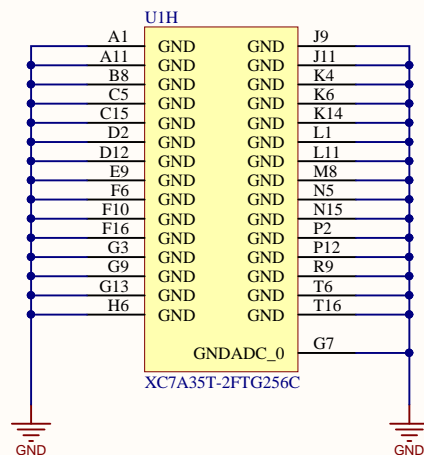 U1H
A1 GND GND J9
A11 GND GND J11
B8 GND GND K4
C5 GND GND K6
C15 GND GND K14
D2 GND GND L1
D12 GND GND L11
E9 GND GND M8
F6 GND GND N5
F10 GND GND N15
F16 GND GND P2
G3 GND GND P12
G9 GND GND R9
G13 GND GND T6
H6 GND GND T16
GNDADC_0 G7
XC7A35T-2FTG256C
GND GND